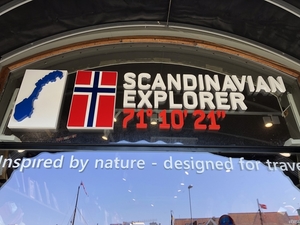 SCANDINAVIAN
EXPLORER
71° 10' 21"
Inspired by nature - designed for trave